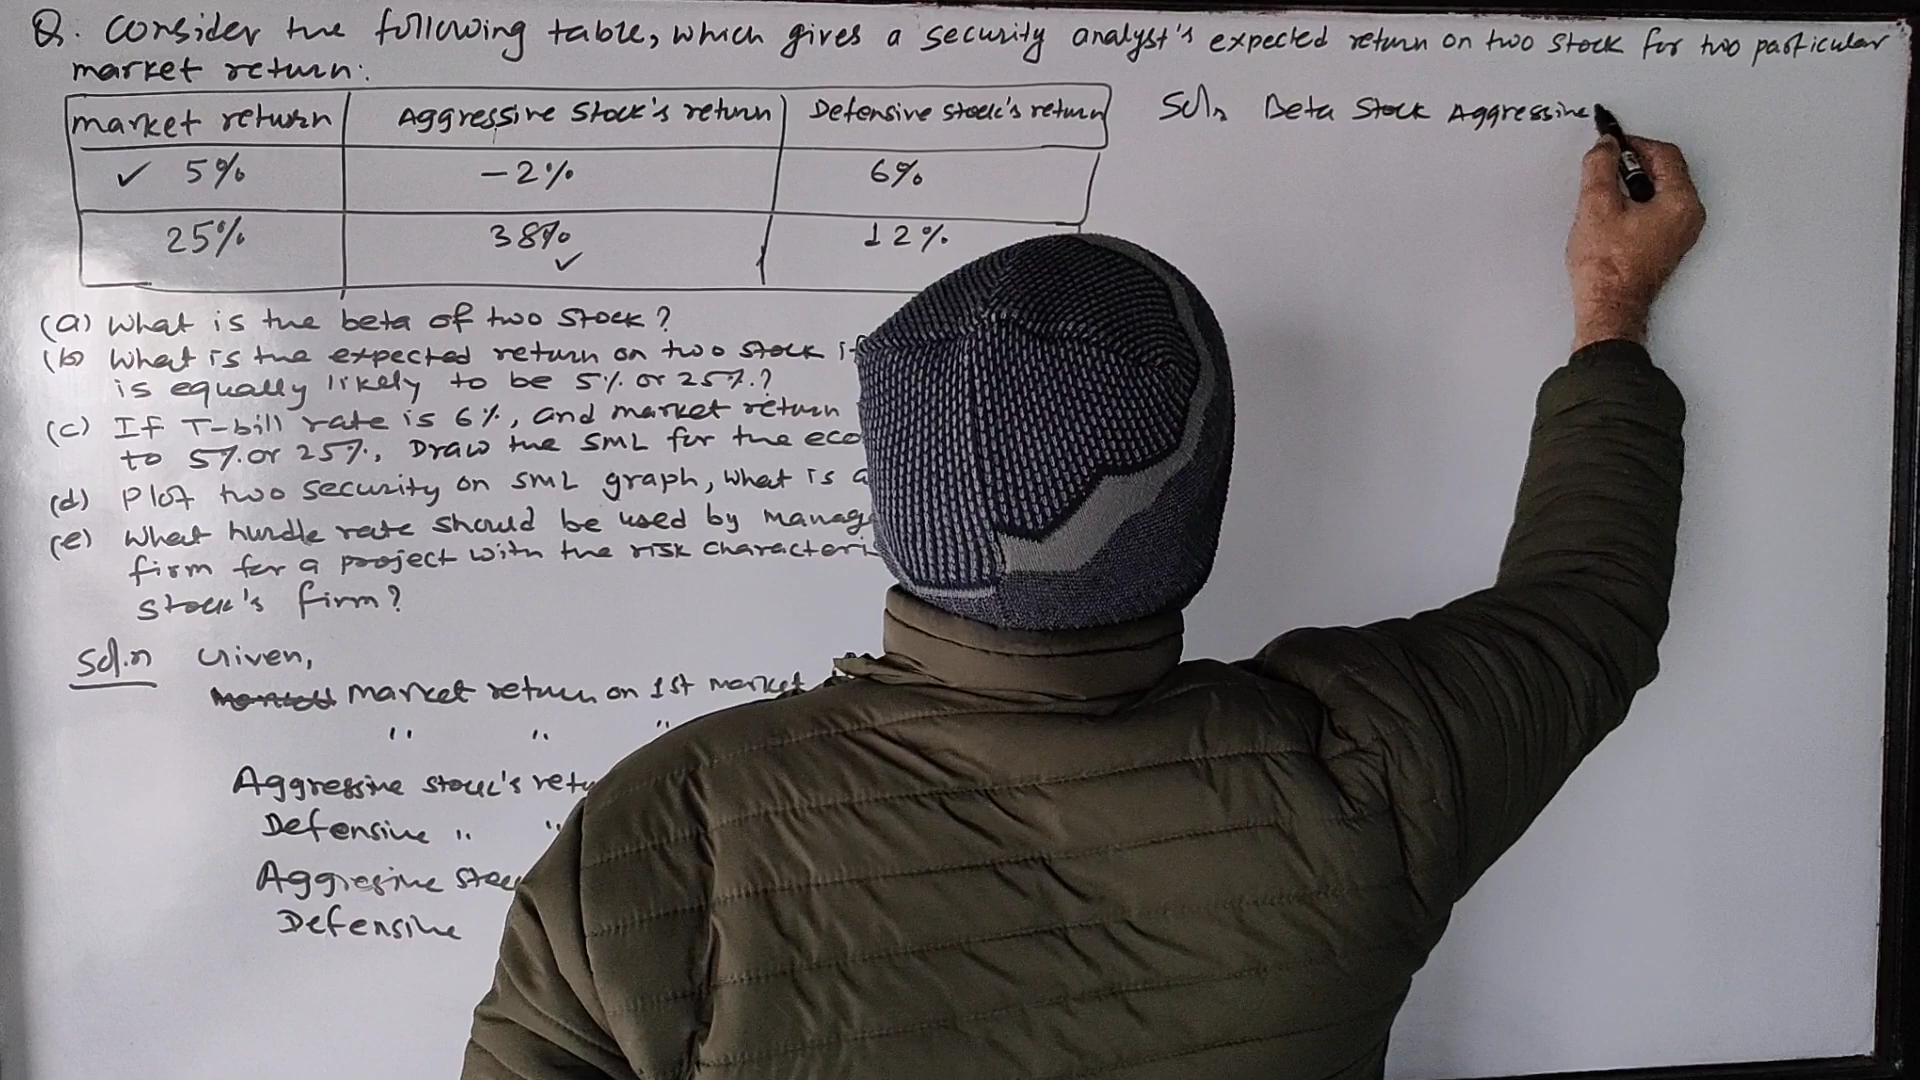 Q. Consider the following table, which gives a security analyst's expected return on two stock for two particular
market return:
market return Aggressive Stock's return Defensive stock's return
✓ 5% -2% 6%
25% 38% ✓ 12%
(a) What is the beta of two stock?
(b) What is the expected return on two stock if
is equally likely to be 5% or 25%?
(c) If T-bill rate is 6%, and market return
to 5% or 25%, Draw the SML for the eco
(d) Plot two security on SML graph, what is a
(e) What hurdle rate should be used by manag
firm for a project with the risk characteri
stock's firm?
Sol.n Given,
market return on 1st market
" " "
Aggressive stock's retu
Defensive " "
Aggressive stoc
Defensive
Soln Beta Stock Aggressive